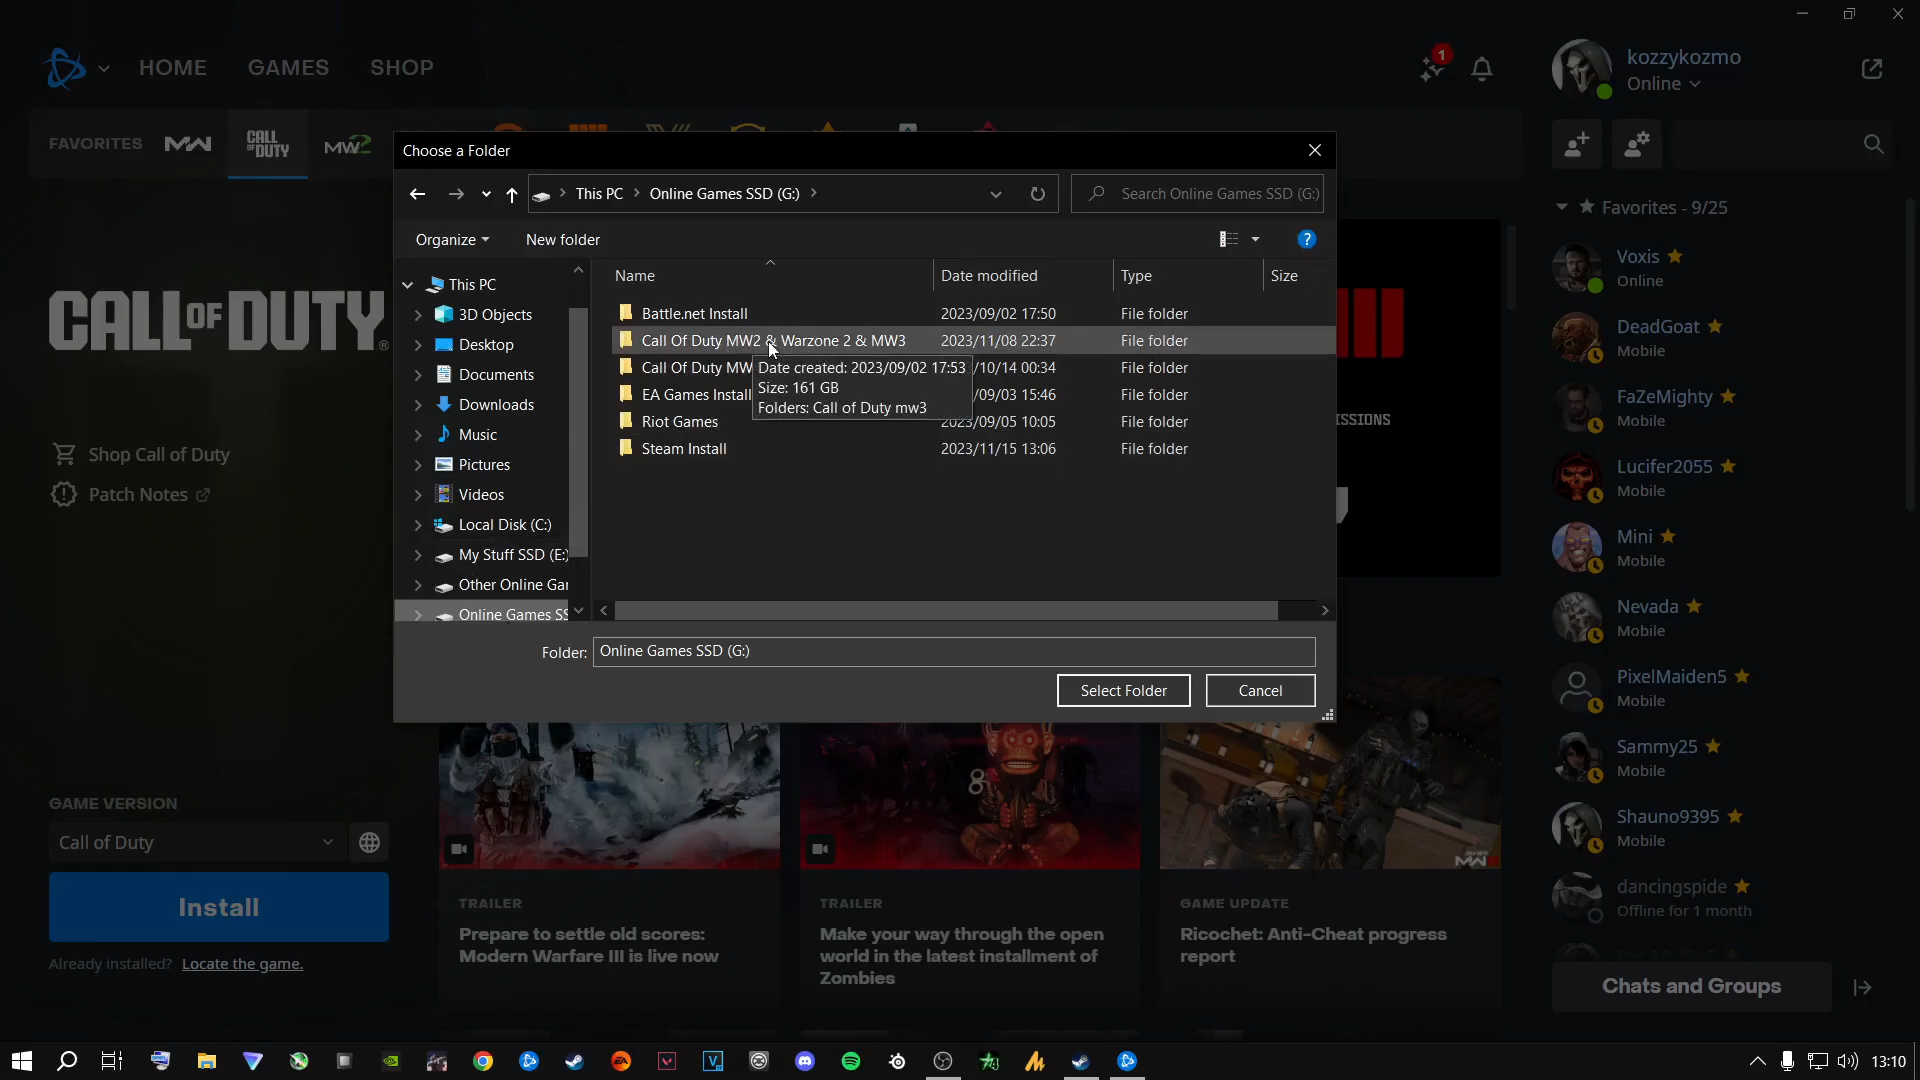 HOME
GAMES
SHOP
1
kozzykozmo
Online
FAVORITES
CALL OF DUTY
MW2
Choose a Folder
This PC
Online Games SSD (G:)
Search Online Games SSD (G:)
Organize
New folder
?
This PC
3D Objects
Desktop
Documents
Downloads
Music
Pictures
Videos
Local Disk (C:)
My Stuff SSD (E:)
Other Online Gar
Online Games SS
Name
Date modified
Type
Size
Battle.net Install
2023/09/02 17:50
File folder
Call Of Duty MW2 & Warzone 2 & MW3
2023/11/08 22:37
File folder
Call Of Duty MW
/10/14 00:34
File folder
EA Games Install
/09/03 15:46
File folder
Riot Games
2023/09/05 10:05
File folder
Steam Install
2023/11/15 13:06
File folder
Date created: 2023/09/02 17:53
Size: 161 GB
Folders: Call of Duty mw3
Folder:
Online Games SSD (G:)
Select Folder
Cancel
CALL OF DUTY®
Shop Call of Duty
Patch Notes
GAME VERSION
Call of Duty
Install
Already installed? Locate the game.
ISSIONS
TRAILER
Prepare to settle old scores:
Modern Warfare III is live now
TRAILER
Make your way through the open
world in the latest installment of
Zombies
GAME UPDATE
Ricochet: Anti-Cheat progress
report
Favorites - 9/25
Voxis
Online
DeadGoat
Mobile
FaZeMighty
Mobile
Lucifer2055
Mobile
Mini
Mobile
Nevada
Mobile
PixelMaiden5
Mobile
Sammy25
Mobile
Shauno9395
Mobile
dancingspide
Offline for 1 month
Chats and Groups
13:10